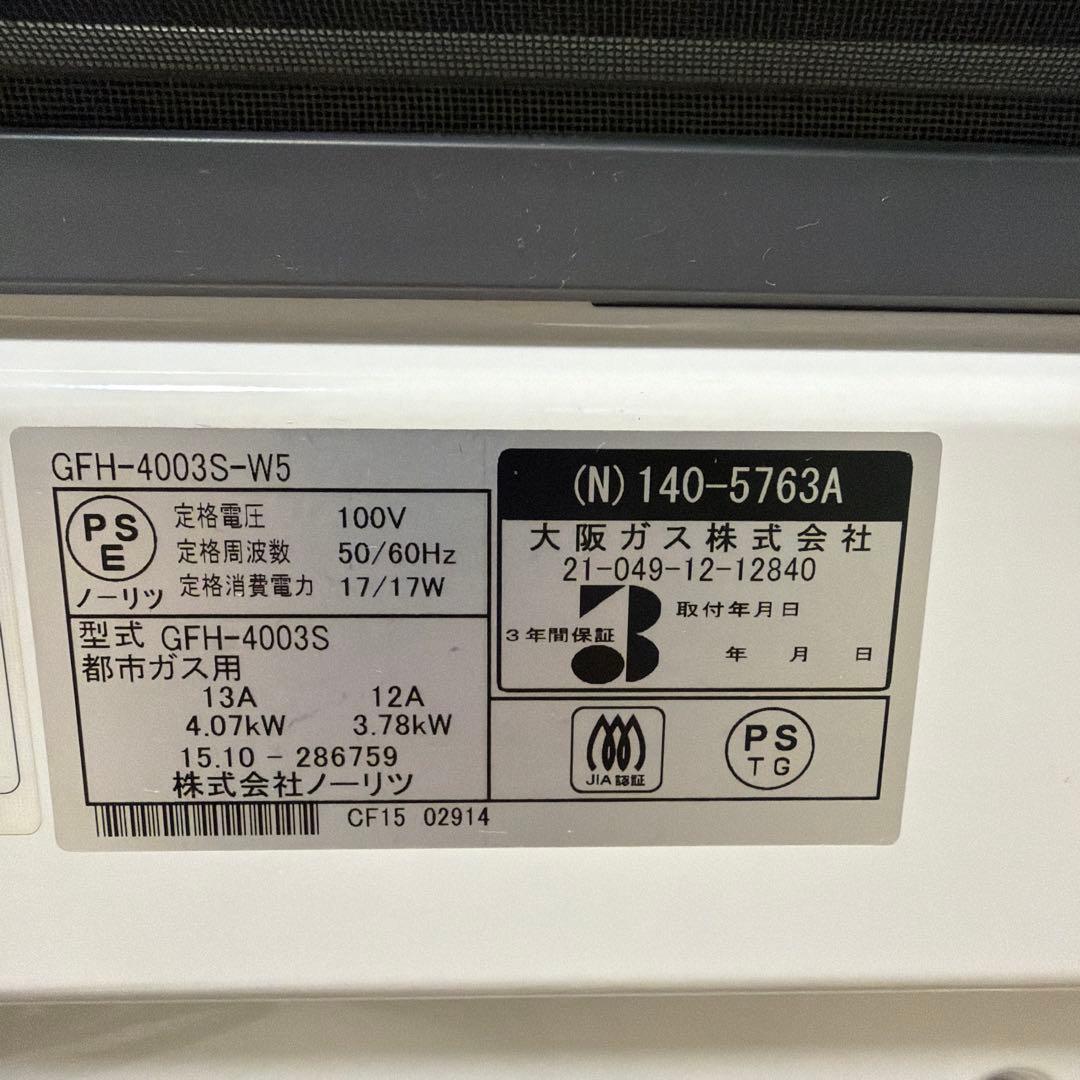 GFH-4003S-W5
PS
E
ノーリツ
定格電圧 100V
定格周波数 50/60Hz
定格消費電力 17/17W
型式 GFH-4003S
都市ガス用
13A 12A
4.07kW 3.78kW
15.10 - 286759
株式会社ノーリツ
CF15 02914
(N) 140-5763A
大阪ガス株式会社
21-049-12-12840
3年間保証
取付年月日
年 月 日
JIA認証
PS
TG